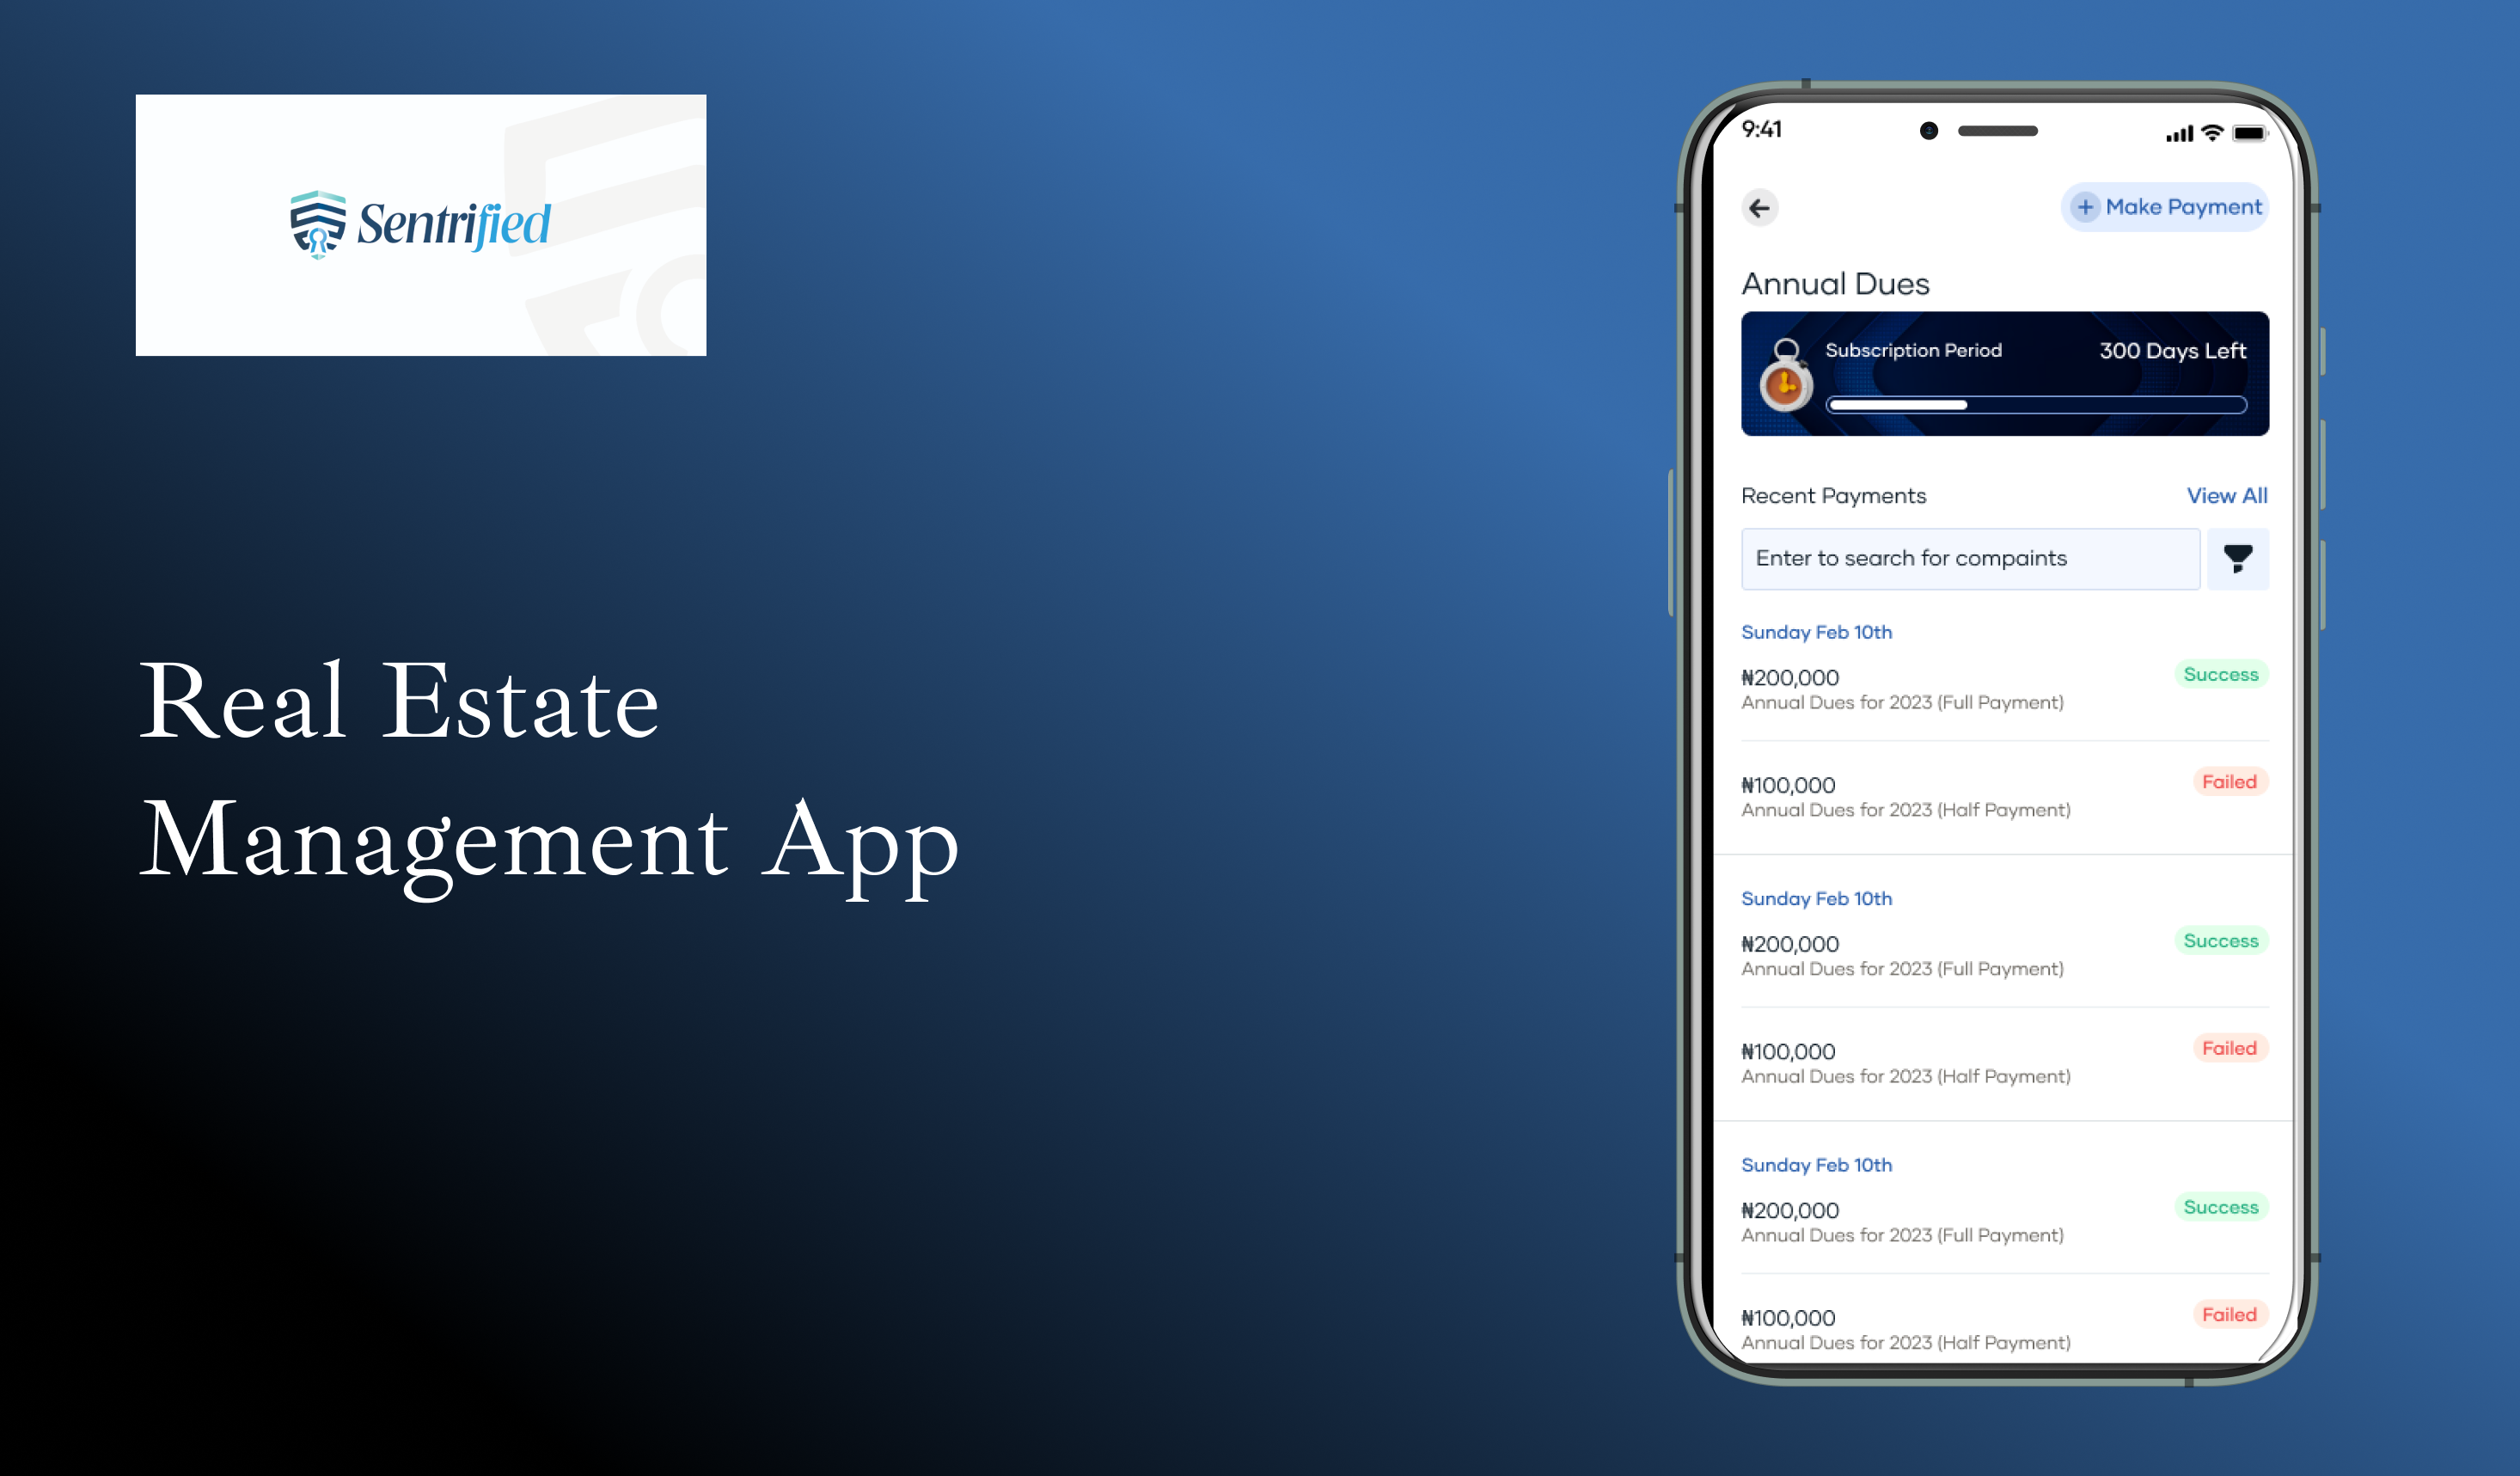 Sentrified
Real Estate
Management App
9:41
+ Make Payment
Annual Dues
Subscription Period
300 Days Left
Recent Payments
View All
Enter to search for compaints
Sunday Feb 10th
₦200,000
Success
Annual Dues for 2023 (Full Payment)
₦100,000
Failed
Annual Dues for 2023 (Half Payment)
Sunday Feb 10th
₦200,000
Success
Annual Dues for 2023 (Full Payment)
₦100,000
Failed
Annual Dues for 2023 (Half Payment)
Sunday Feb 10th
₦200,000
Success
Annual Dues for 2023 (Full Payment)
₦100,000
Failed
Annual Dues for 2023 (Half Payment)